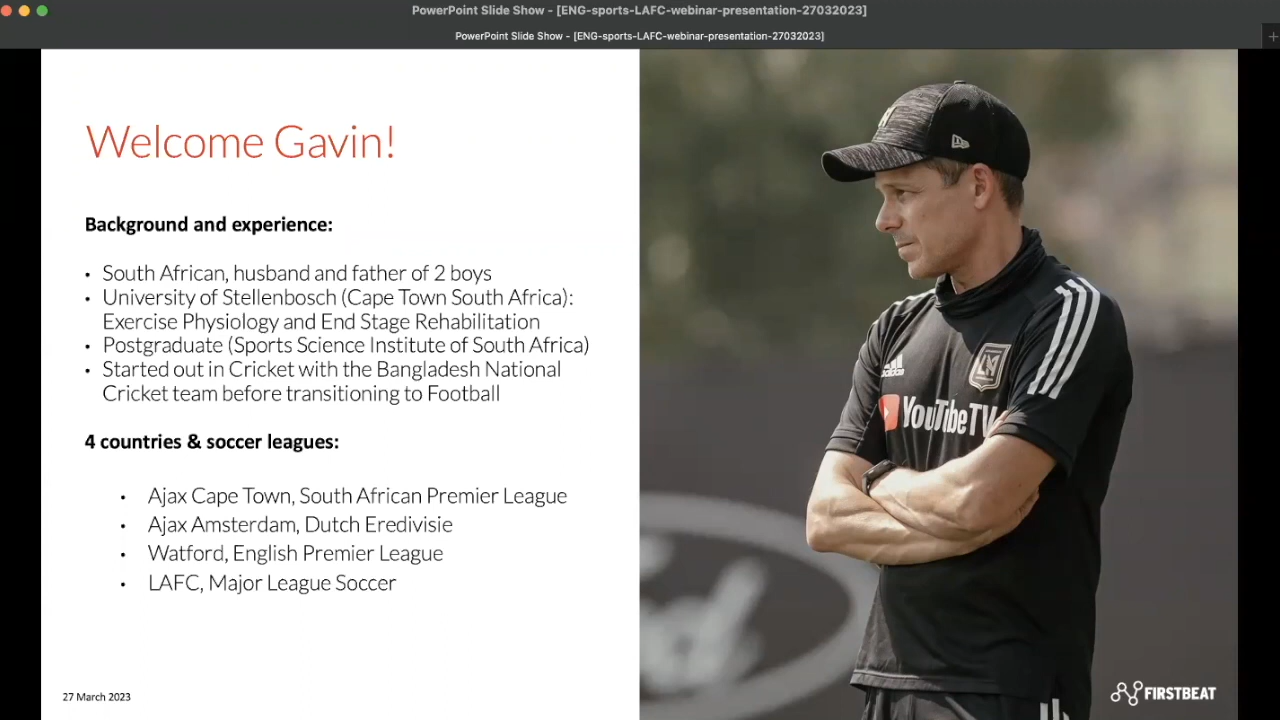 PowerPoint Slide Show - [ENG-sports-LAFC-webinar-presentation-27032023]
PowerPoint Slide Show - [ENG-sports-LAFC-webinar-presentation-27032023]
Welcome Gavin!
Background and experience:
• South African, husband and father of 2 boys
• University of Stellenbosch (Cape Town South Africa):
Exercise Physiology and End Stage Rehabilitation
• Postgraduate (Sports Science Institute of South Africa)
• Started out in Cricket with the Bangladesh National
Cricket team before transitioning to Football
4 countries & soccer leagues:
• Ajax Cape Town, South African Premier League
• Ajax Amsterdam, Dutch Eredivisie
• Watford, English Premier League
• LAFC, Major League Soccer
27 March 2023
adidas
YouTubeTV
Ford
FIRSTBEAT